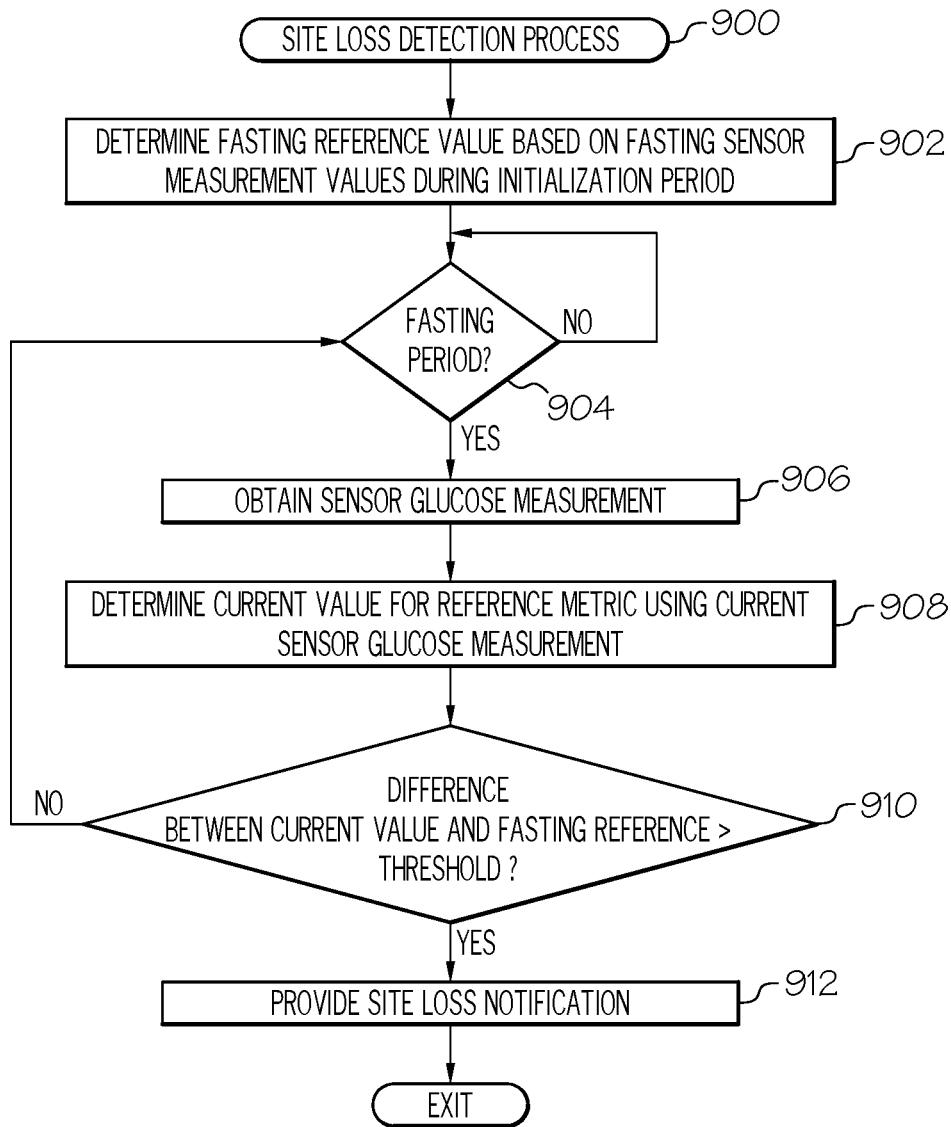 SITE LOSS DETECTION PROCESS
900
DETERMINE FASTING REFERENCE VALUE BASED ON FASTING SENSOR
MEASUREMENT VALUES DURING INITIALIZATION PERIOD
902
FASTING
PERIOD?
NO
904
YES
OBTAIN SENSOR GLUCOSE MEASUREMENT
906
DETERMINE CURRENT VALUE FOR REFERENCE METRIC USING CURRENT
SENSOR GLUCOSE MEASUREMENT
908
NO
DIFFERENCE
BETWEEN CURRENT VALUE AND FASTING REFERENCE >
THRESHOLD ?
910
YES
PROVIDE SITE LOSS NOTIFICATION
912
EXIT